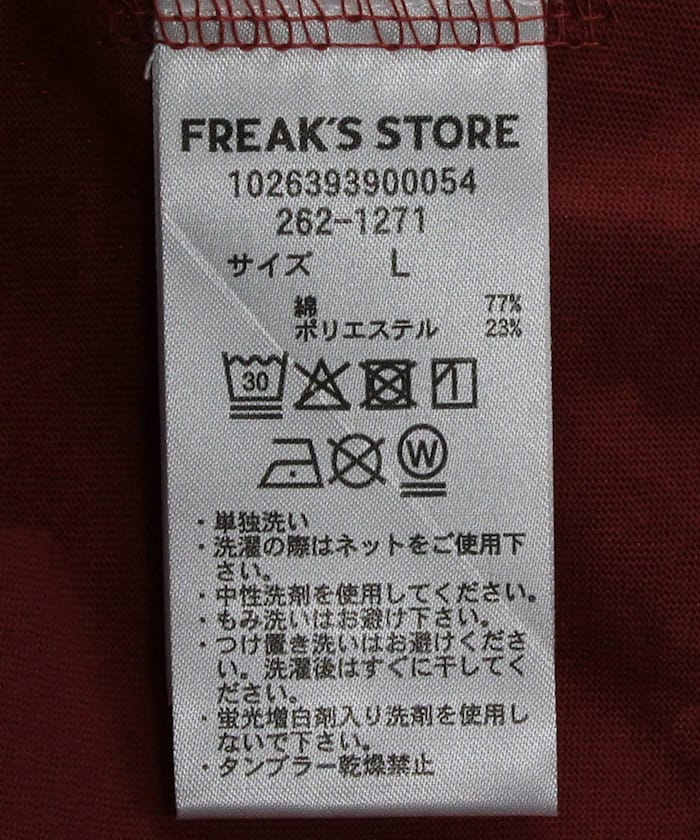 FREAK'S STORE
1026393900054
262-1271
サイズ L
綿 77%
ポリエステル 23%
30
W
・単独洗い
・洗濯の際はネットをご使用下
さい。
・中性洗剤を使用してください。
・もみ洗いはお避け下さい。
・つけ置き洗いはお避けくださ
い。洗濯後はすぐに干してく
ださい。
・蛍光増白剤入り洗剤を使用し
ないで下さい。
・タンブラー乾燥禁止